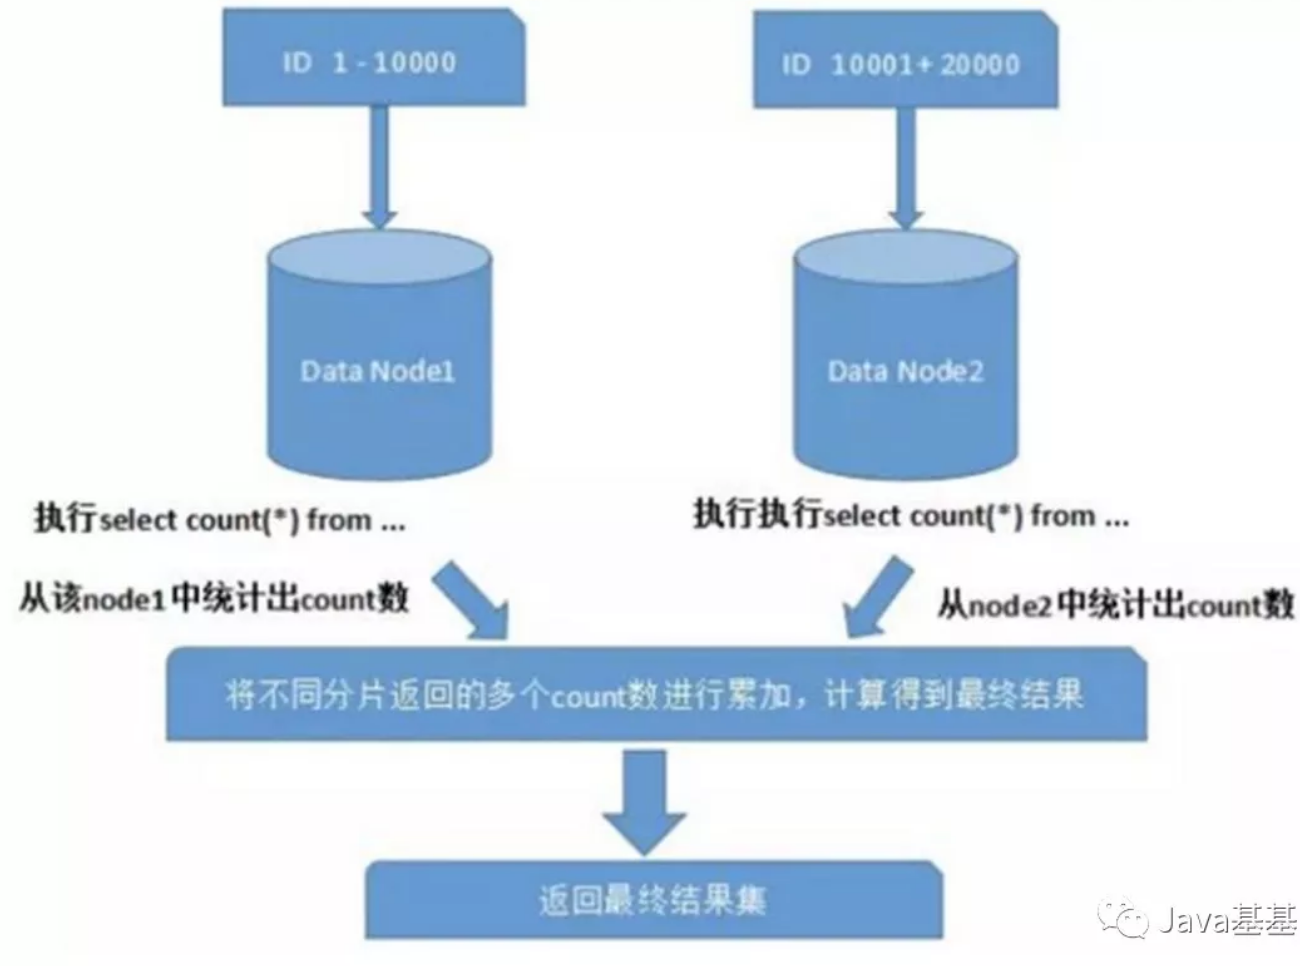 ID 1 - 10000
ID 10001+ 20000
Data Node1
Data Node2
执行select count(*) from ...
执行执行select count(*) from ...
从该node1中统计出count数
从node2中统计出count数
将不同分片返回的多个count数进行累加，计算得到最终结果
返回最终结果集
Java基基